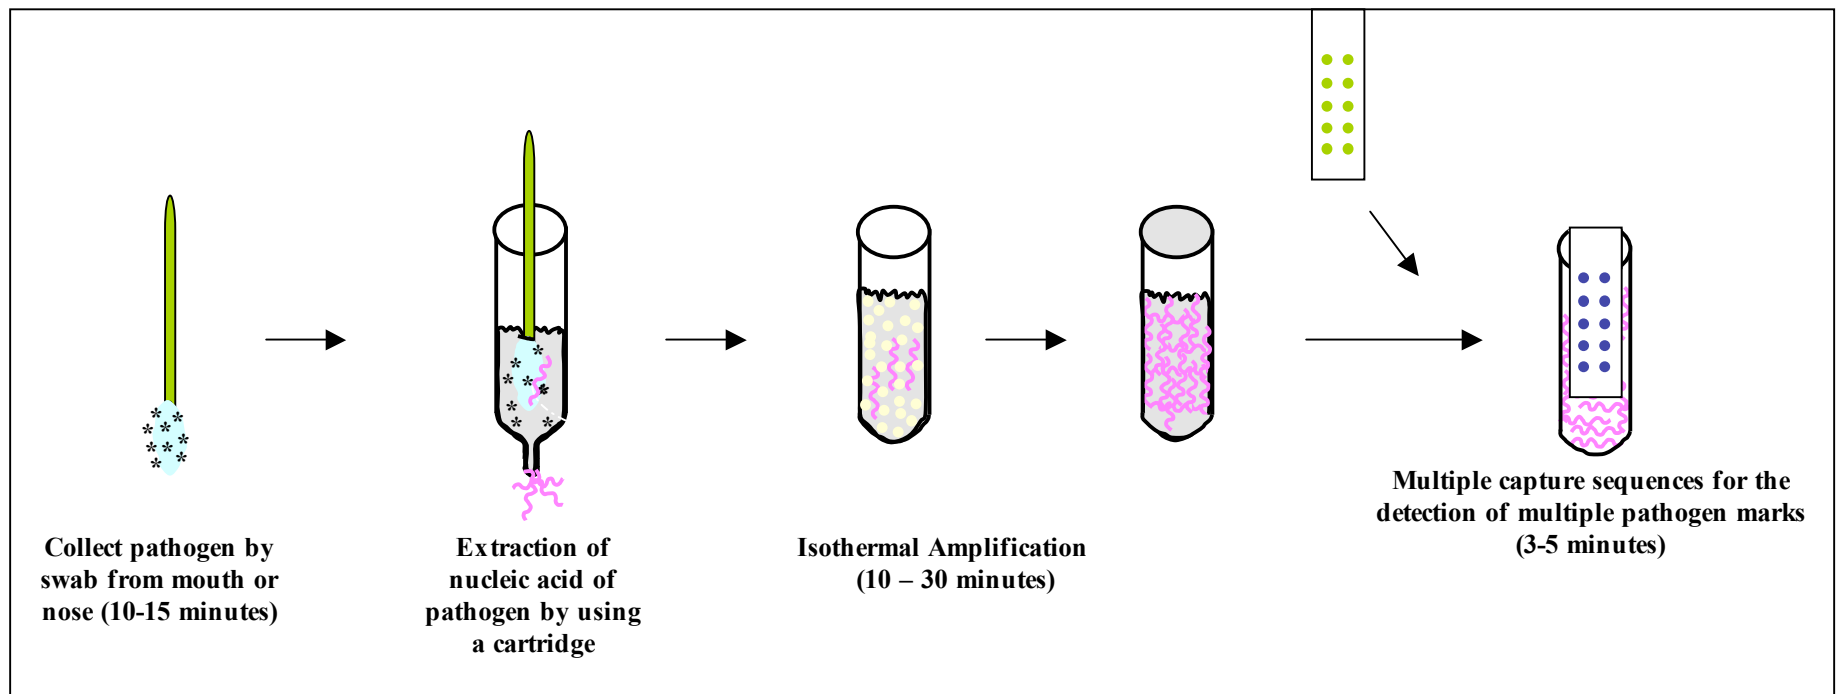 Collect pathogen by
swab from mouth or
nose (10-15 minutes)
Extraction of
nucleic acid of
pathogen by using
a cartridge
Isothermal Amplification
(10 – 30 minutes)
Multiple capture sequences for the
detection of multiple pathogen marks
(3-5 minutes)